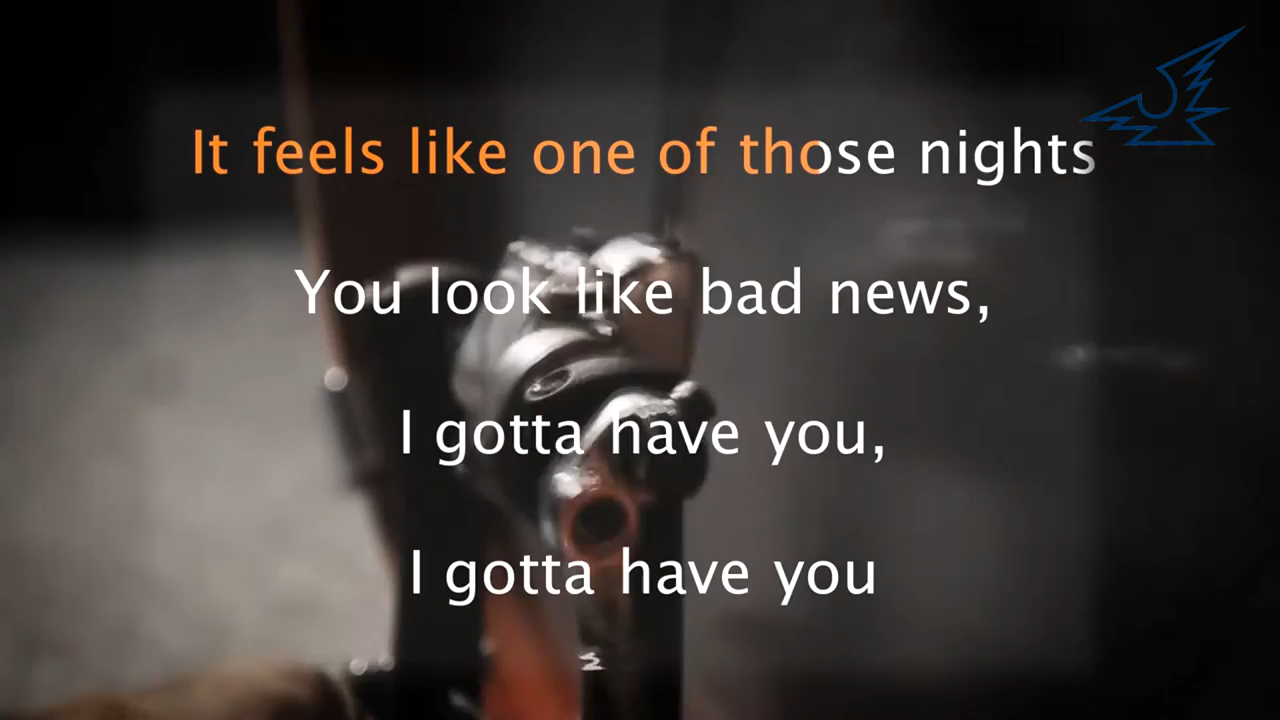 It feels like one of those nights
You look like bad news,
I gotta have you,
I gotta have you